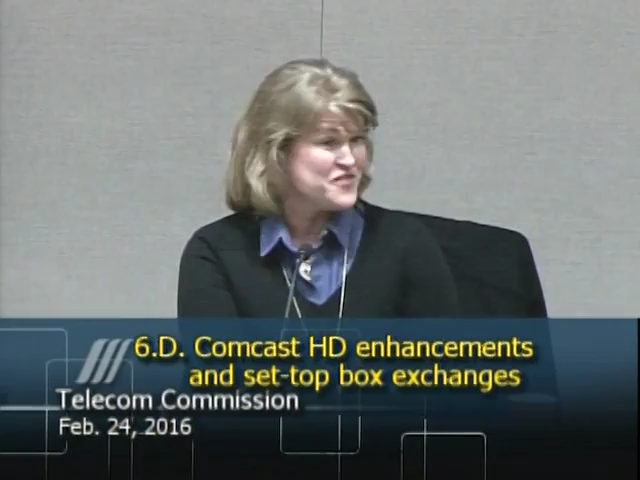 6.D. Comcast HD enhancements
and set-top box exchanges
Telecom Commission
Feb. 24, 2016